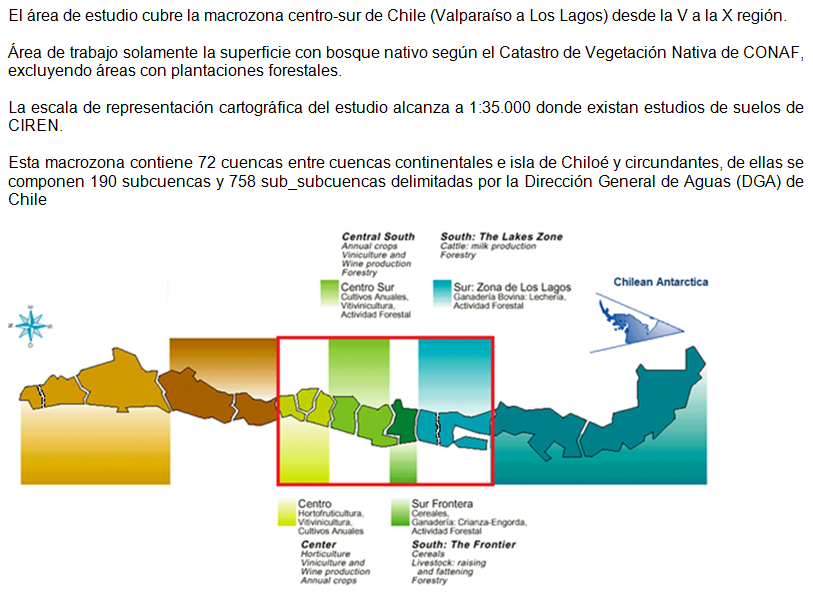 El área de estudio cubre la macrozona centro-sur de Chile (Valparaíso a Los Lagos) desde la V a la X región.
Área de trabajo solamente la superficie con bosque nativo según el Catastro de Vegetación Nativa de CONAF,
excluyendo áreas con plantaciones forestales.
La escala de representación cartográfica del estudio alcanza a 1:35.000 donde existan estudios de suelos de
CIREN.
Esta macrozona contiene 72 cuencas entre cuencas continentales e isla de Chiloé y circundantes, de ellas se
componen 190 subcuencas y 758 sub_subcuencas delimitadas por la Dirección General de Aguas (DGA) de
Chile
Central South
Annual crops
Viniculture and
Wine production
Forestry
Centro Sur
Cultivos Anuales,
Vitivinicultura,
Actividad Forestal
South: The Lakes Zone
Cattle: milk production
Forestry
Sur: Zona de Los Lagos
Ganadería Bovina: Lechería,
Actividad Forestal
Chilean Antarctica
N
O
Centro
Hortofruticultura,
Vitivinicultura,
Cultivos Anuales
Center
Horticulture
Viniculture and
Wine production
Annual crops
Sur Frontera
Cereales,
Ganadería: Crianza-Engorda,
Actividad Forestal
South: The Frontier
Cereals
Livestock: raising
and fattening
Forestry